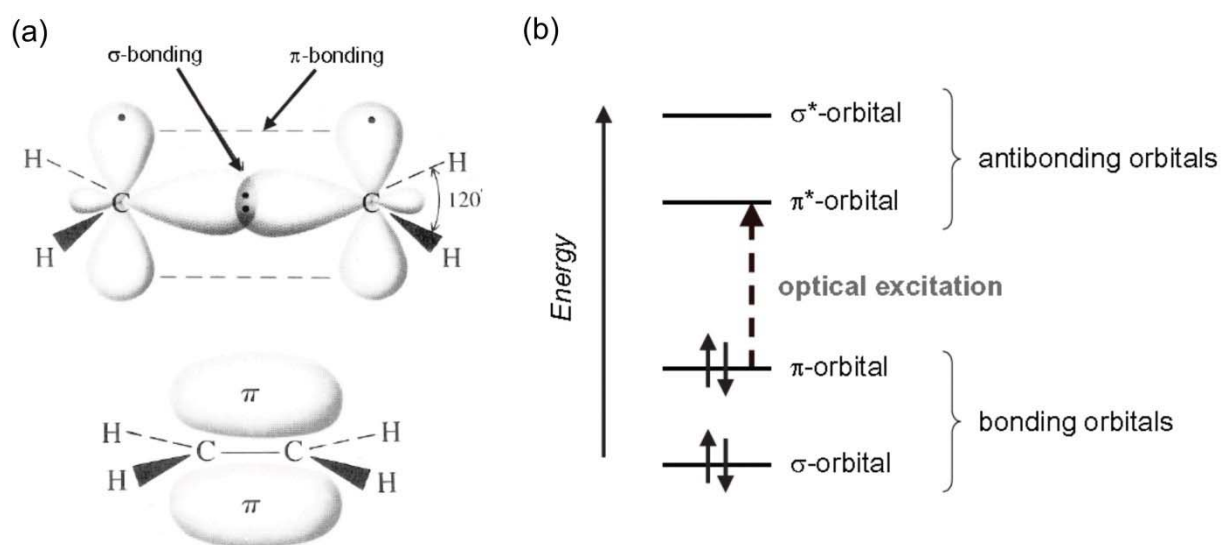 (a)
σ-bonding
π-bonding
H
H
C
C
120°
H
H
π
H
H
C
C
H
H
π
(b)
Energy
σ*-orbital
antibonding orbitals
π*-orbital
optical excitation
π-orbital
bonding orbitals
σ-orbital